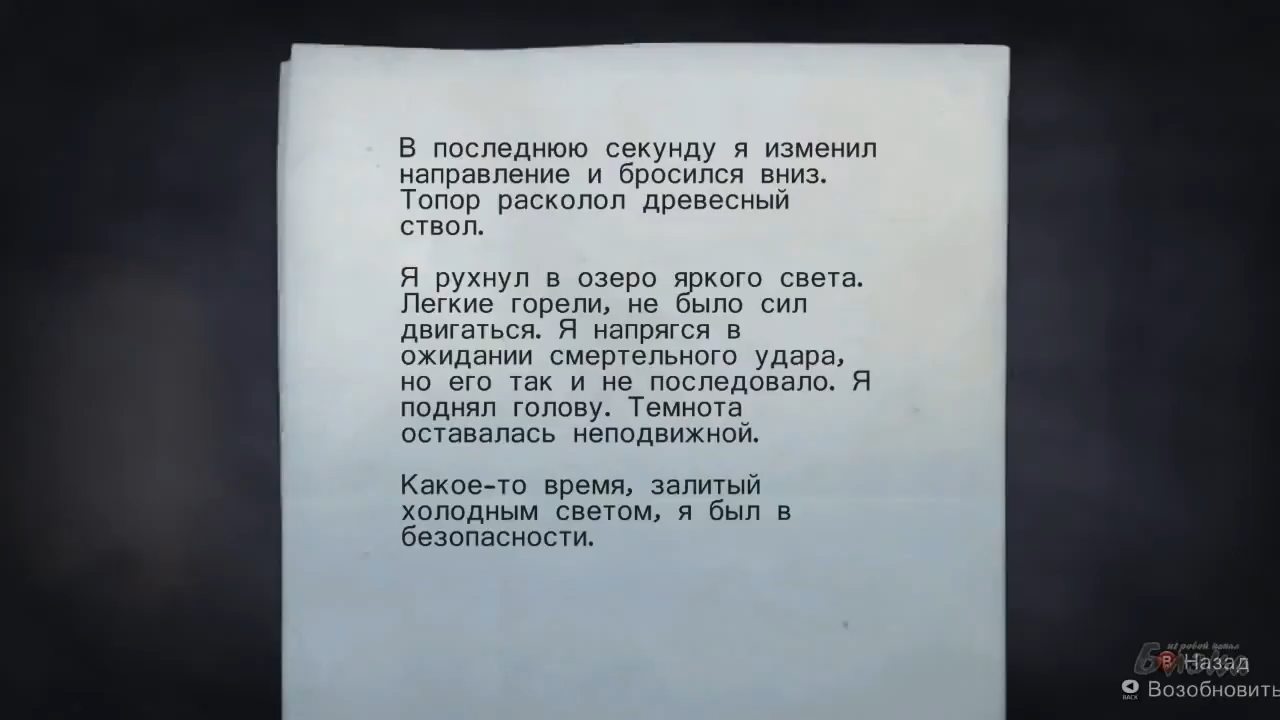 В последнюю секунду я изменил
направление и бросился вниз.
Топор расколол древесный
ствол.
Я рухнул в озеро яркого света.
Легкие горели, не было сил
двигаться. Я напрягся в
ожидании смертельного удара,
но его так и не последовало. Я
поднял голову. Темнота
оставалась неподвижной.
Какое-то время, залитый
холодным светом, я был в
безопасности.
B Назад
BACK Возобновить